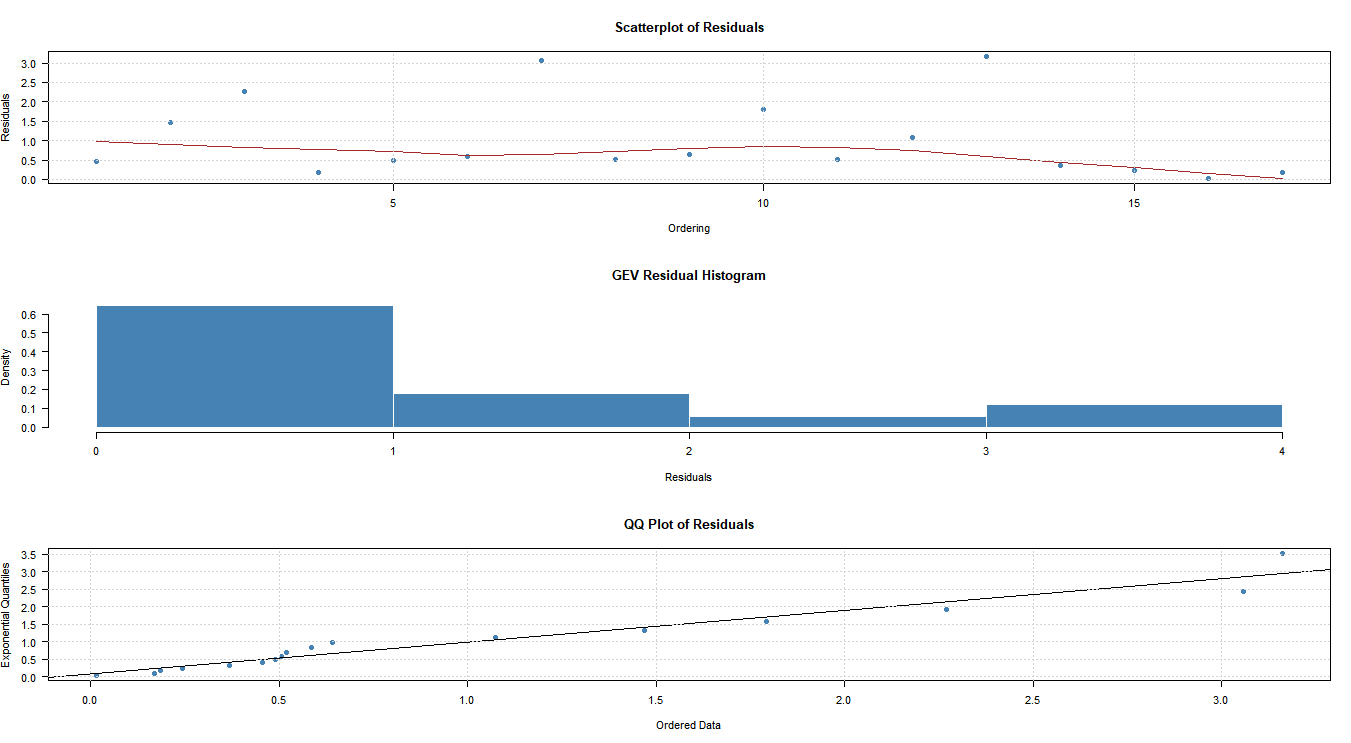 Scatterplot of Residuals
Residuals
3.0
2.5
2.0
1.5
1.0
0.5
0.0
5 10 15
Ordering
GEV Residual Histogram
Density
0.6
0.5
0.4
0.3
0.2
0.1
0.0
0 1 2 3 4
Residuals
QQ Plot of Residuals
Exponential Quantiles
3.5
3.0
2.5
2.0
1.5
1.0
0.5
0.0
0.0 0.5 1.0 1.5 2.0 2.5 3.0
Ordered Data